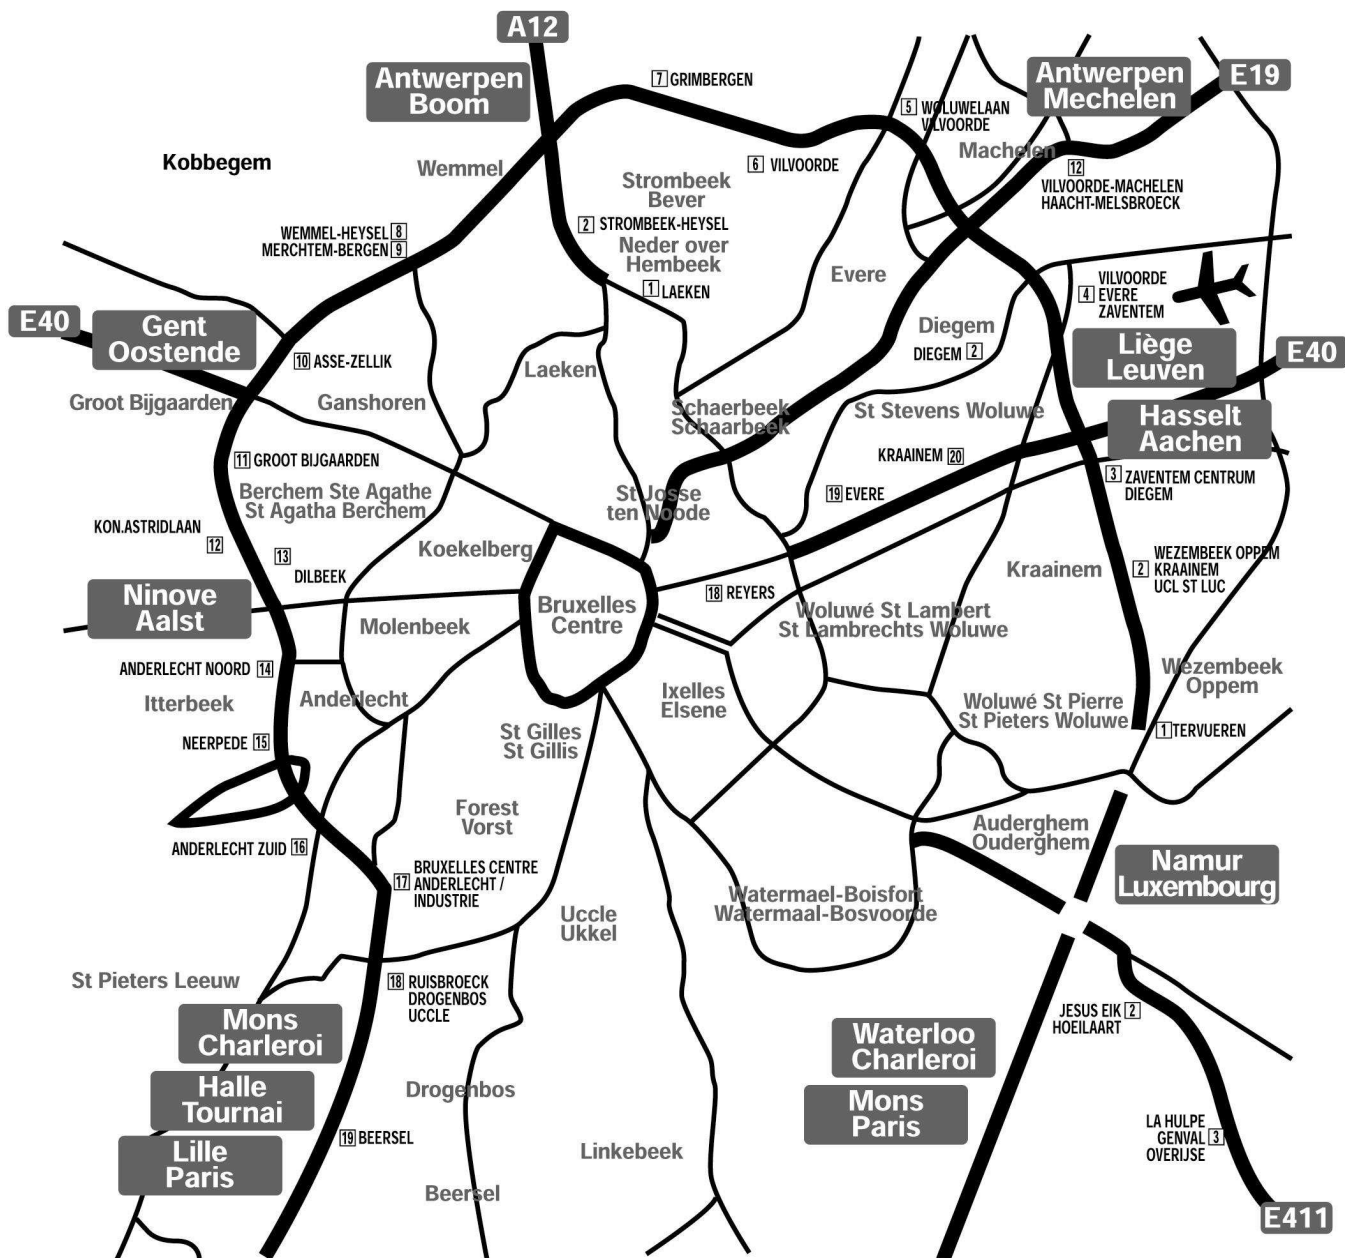 A12
Antwerpen
Boom
7 GRIMBERGEN
Antwerpen
Mechelen
E19
5 WOLUWELAAN
VILVOORDE
Machelen
Kobbegem
Wemmel
6 VILVOORDE
12
VILVOORDE-MACHELEN
HAACHT-MELSBROECK
Strombeek
Bever
2 STROMBEEK-HEYSEL
WEMMEL-HEYSEL 8
MERCHTEM-BERGEN 9
Neder over
Hembeek
1 LAEKEN
Evere
4 VILVOORDE
EVERE
ZAVENTEM
E40
Gent
Oostende
Diegem
DIEGEM 2
Liège
Leuven
E40
10 ASSE-ZELLIK
Laeken
Groot Bijgaarden
Ganshoren
Schaerbeek
Schaarbeek
St Stevens Woluwe
Hasselt
Aachen
11 GROOT BIJGAARDEN
KRAAINEM 20
3 ZAVENTEM CENTRUM
DIEGEM
Berchem Ste Agathe
St Agatha Berchem
St Josse
ten Noode
19 EVERE
KON.ASTRIDLAAN
12
13
DILBEEK
Koekelberg
2 WEZEMBEEK OPPEM
KRAAINEM
UCL ST LUC
Kraainem
Ninove
Aalst
Bruxelles
Centre
18 REYERS
Woluwé St Lambert
St Lambrechts Woluwe
Molenbeek
ANDERLECHT NOORD 14
Itterbeek
Anderlecht
Ixelles
Elsene
Wezembeek
Oppem
Woluwé St Pierre
St Pieters Woluwe
NEERPEDE 15
St Gilles
St Gillis
1 TERVUEREN
Forest
Vorst
Auderghem
Ouderghem
ANDERLECHT ZUID 16
17 BRUXELLES CENTRE
ANDERLECHT /
INDUSTRIE
Namur
Luxembourg
Watermael-Boisfort
Watermaal-Bosvoorde
Uccle
Ukkel
St Pieters Leeuw
18 RUISBROECK
DROGENBOS
UCCLE
JESUS EIK 2
HOEILAART
Mons
Charleroi
Waterloo
Charleroi
Halle
Tournai
Drogenbos
Mons
Paris
19 BEERSEL
Lille
Paris
Linkebeek
LA HULPE
GENVAL 3
OVERIJSE
Beersel
E411